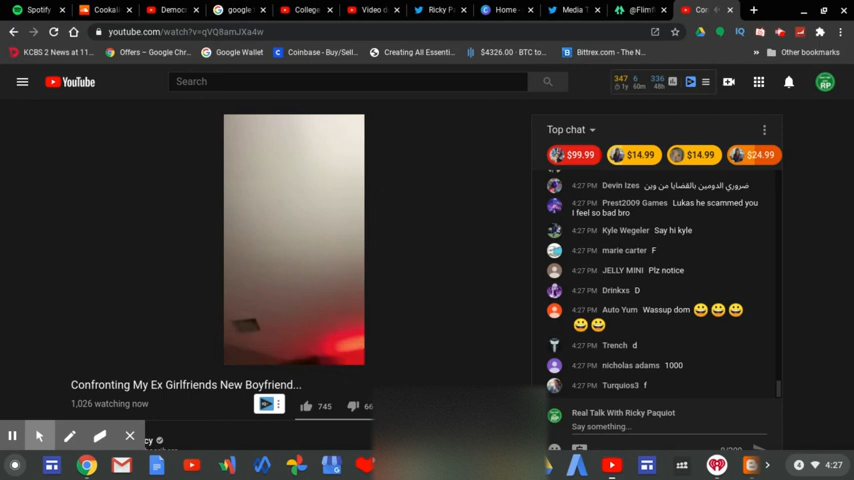 Spotify
Cooka
Democ
google
College
Video d
Ricky P
Home -
Media T
@Flimf
Co
youtube.com/watch?v=qVQ8amJXa4w
KCBS 2 News at 11...
Offers – Google Chr...
Google Wallet
Coinbase - Buy/Sell...
Creating All Essenti...
$4326.00 · BTC to...
Bittrex.com - The N...
»
Other bookmarks
YouTube
Search
347 6 336
1y 60m 48h
RP
Top chat
$99.99
$14.99
$14.99
$24.99
4:27 PM Devin Izes ضروري الدومين بالقضايا من وين
4:27 PM Prest2009 Games Lukas he scammed you
I feel so bad bro
4:27 PM Kyle Wegeler Say hi kyle
4:27 PM marie carter F
4:27 PM JELLY MINI Plz notice
4:27 PM Drinkxs D
4:27 PM Auto Yum Wassup dom 😀 😀 😀
😀 😀
4:27 PM Trench d
4:27 PM nicholas adams 1000
4:27 PM Turquios3 f
Confronting My Ex Girlfriends New Boyfriend...
1,026 watching now
745
66
Real Talk With Ricky Paquiot
Say something...
cy
4:27